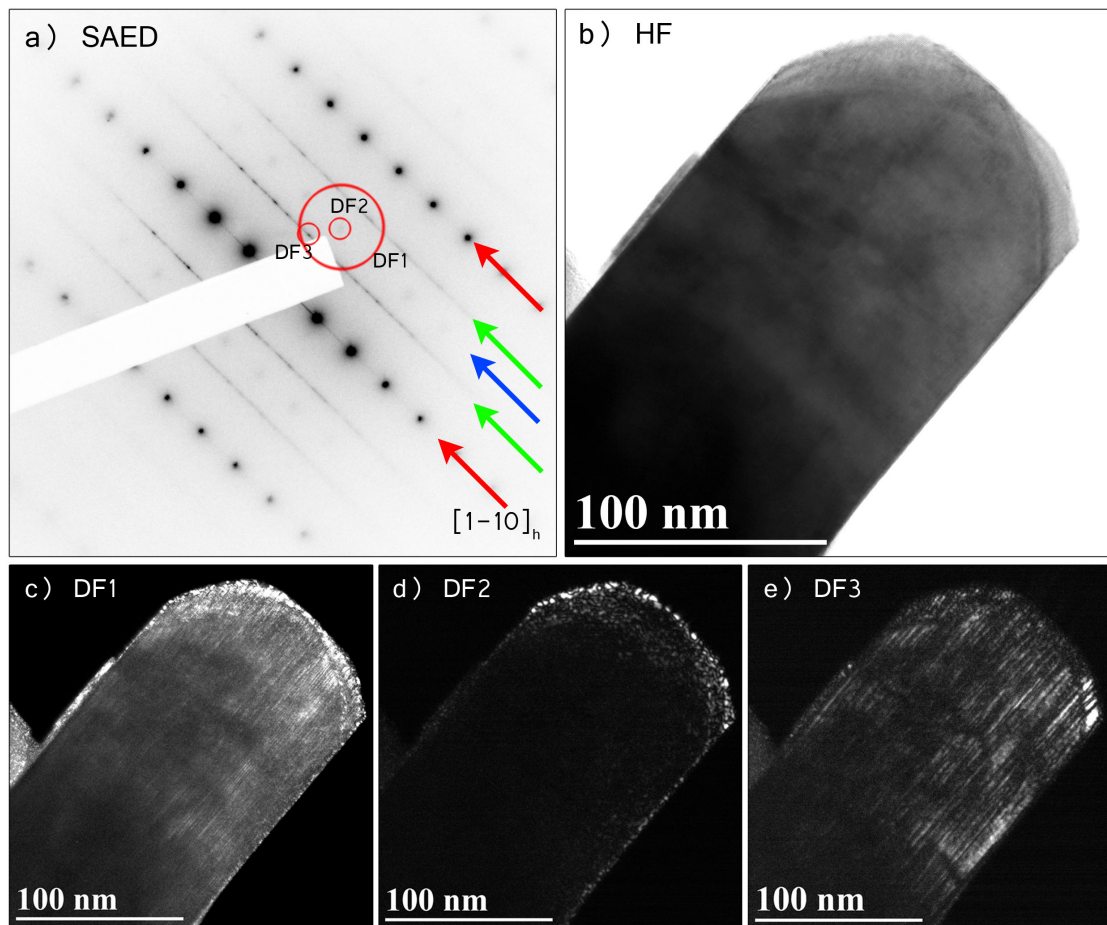 a) SAED
DF2
DF3
DF1
[1-10]h
b) HF
100 nm
c) DF1
100 nm
d) DF2
100 nm
e) DF3
100 nm